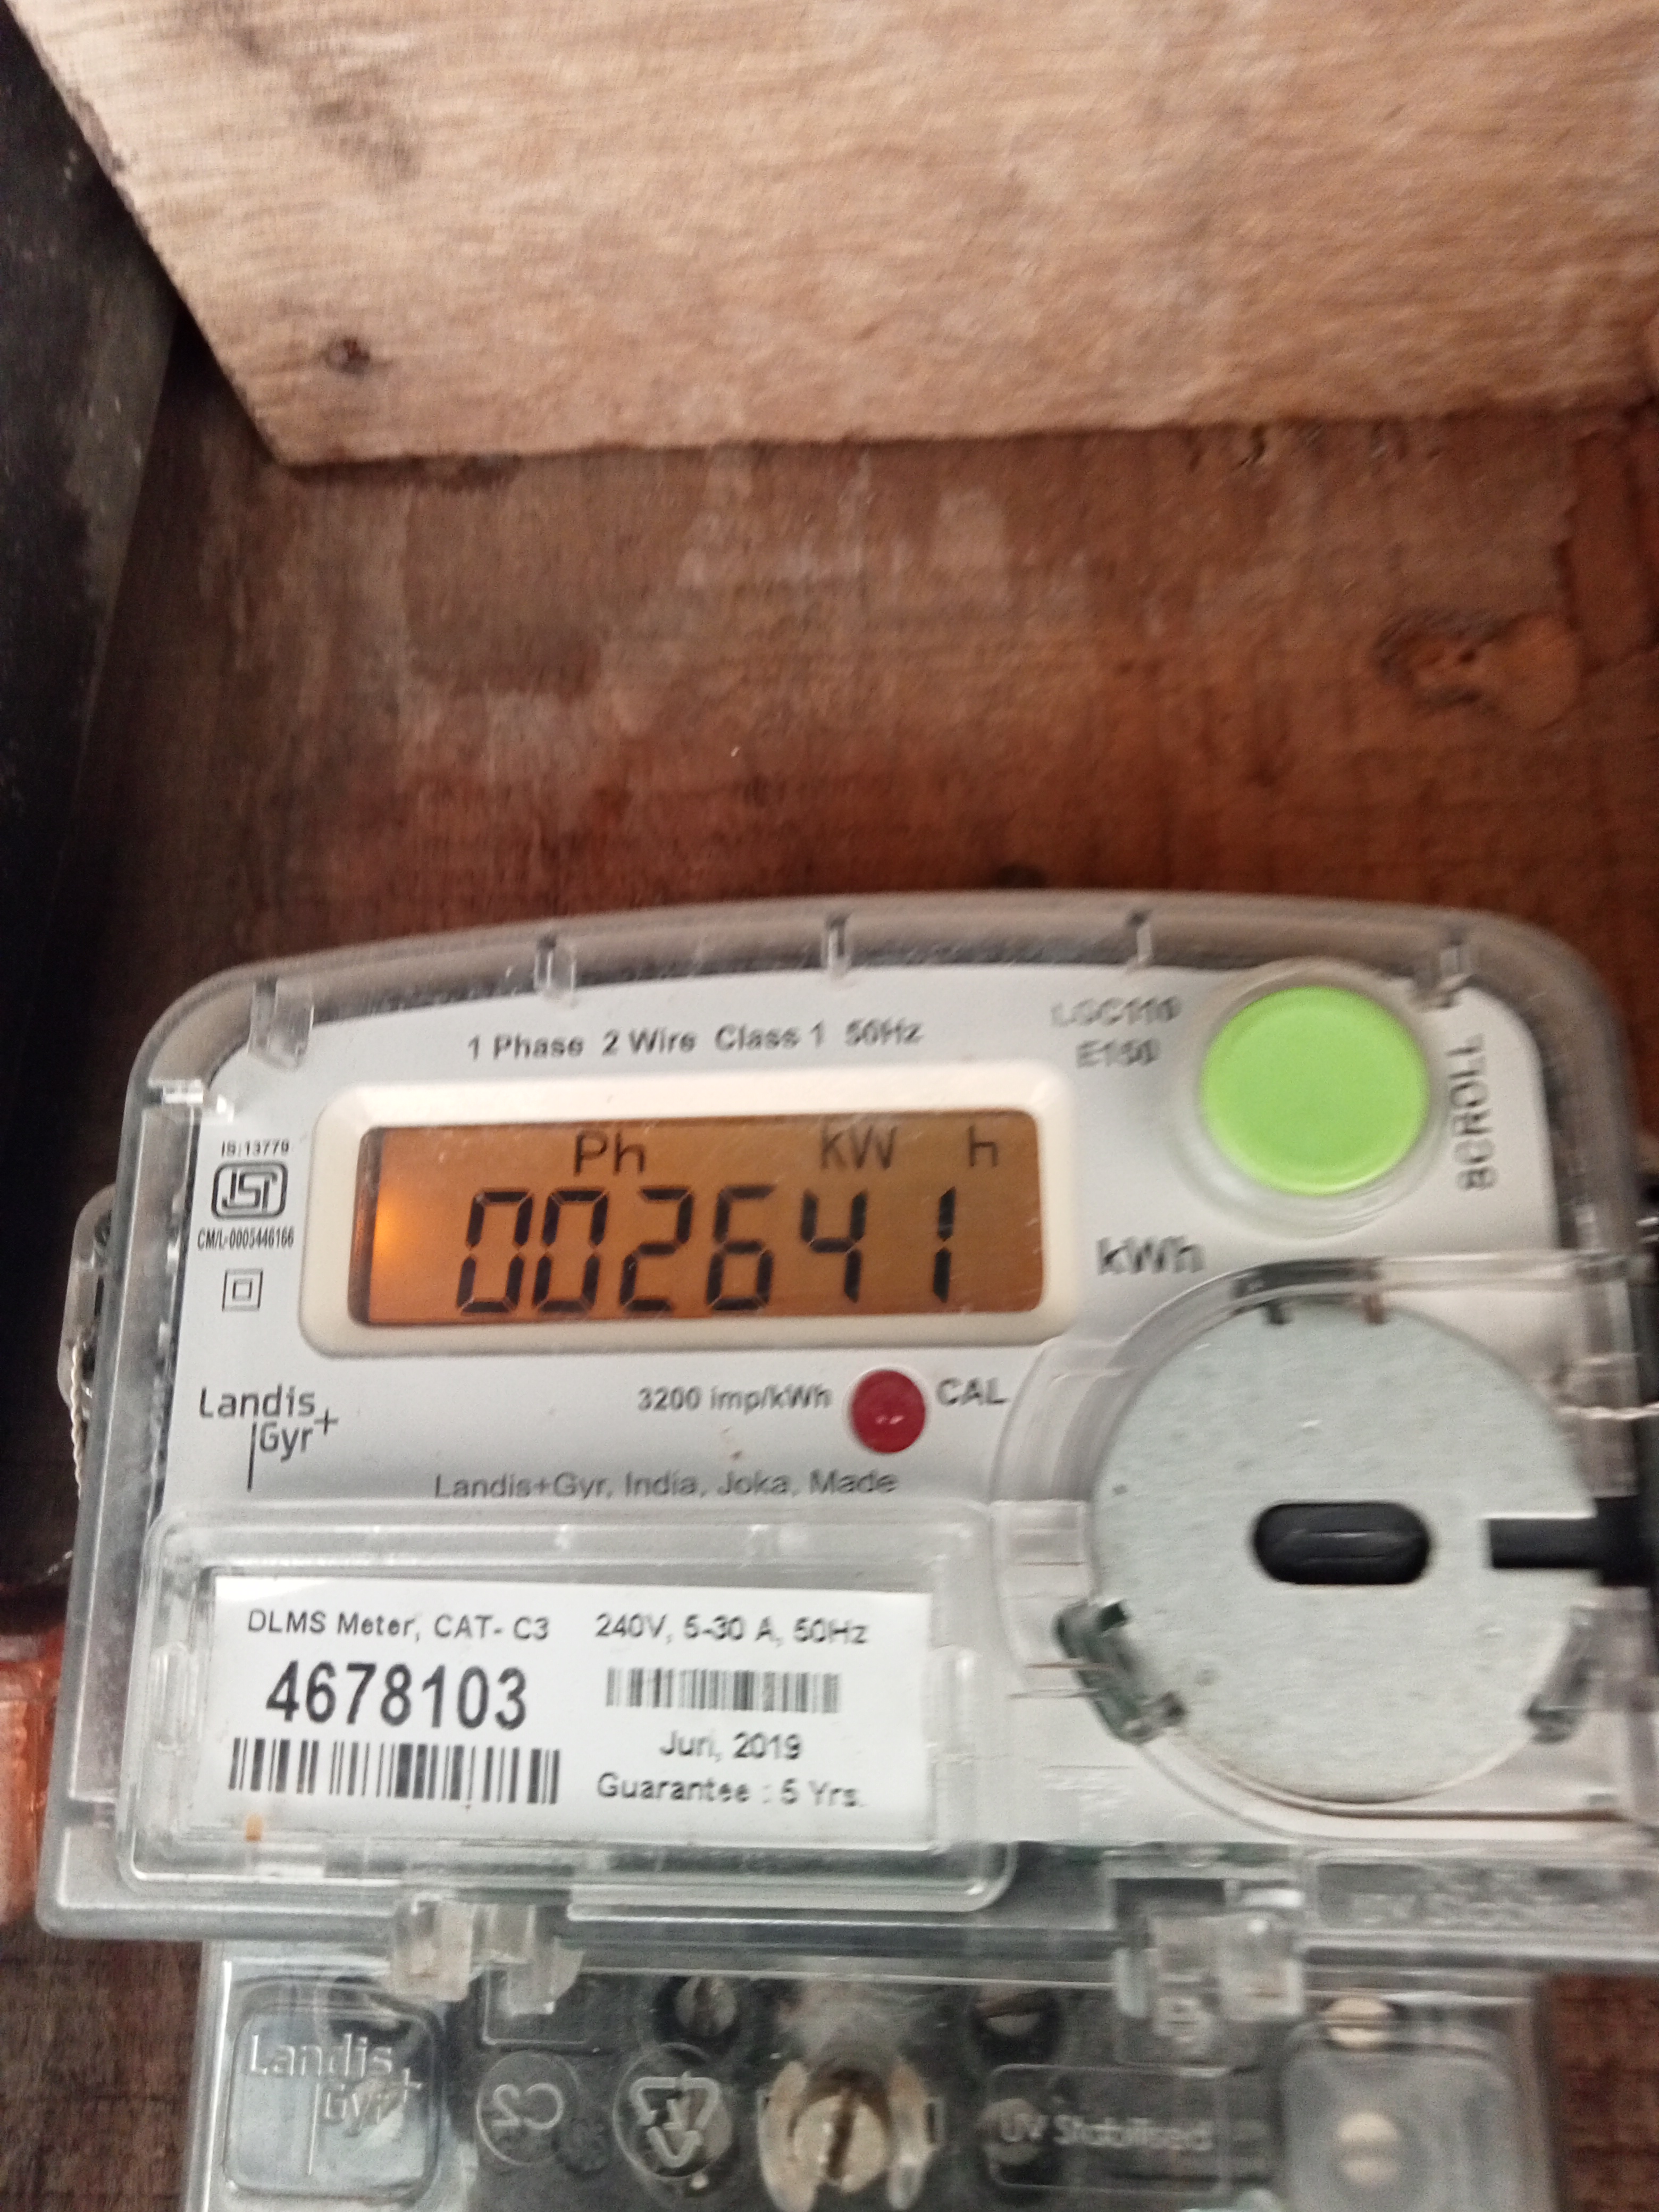 1 Phase 2 Wire Class 1 50Hz
LGC110
E150
SCROLL
IS:13779
ISI
CM/L-0005446166
Ph kW h
002641
kWh
Landis
Gyr+
3200 imp/kWh
CAL
Landis+Gyr, India, Joka, Made
DLMS Meter, CAT- C3
240V, 5-30 A, 50Hz
4678103
Jun, 2019
Guarantee : 5 Yrs.
Landis
Gyr+
C2
UV Stabilised